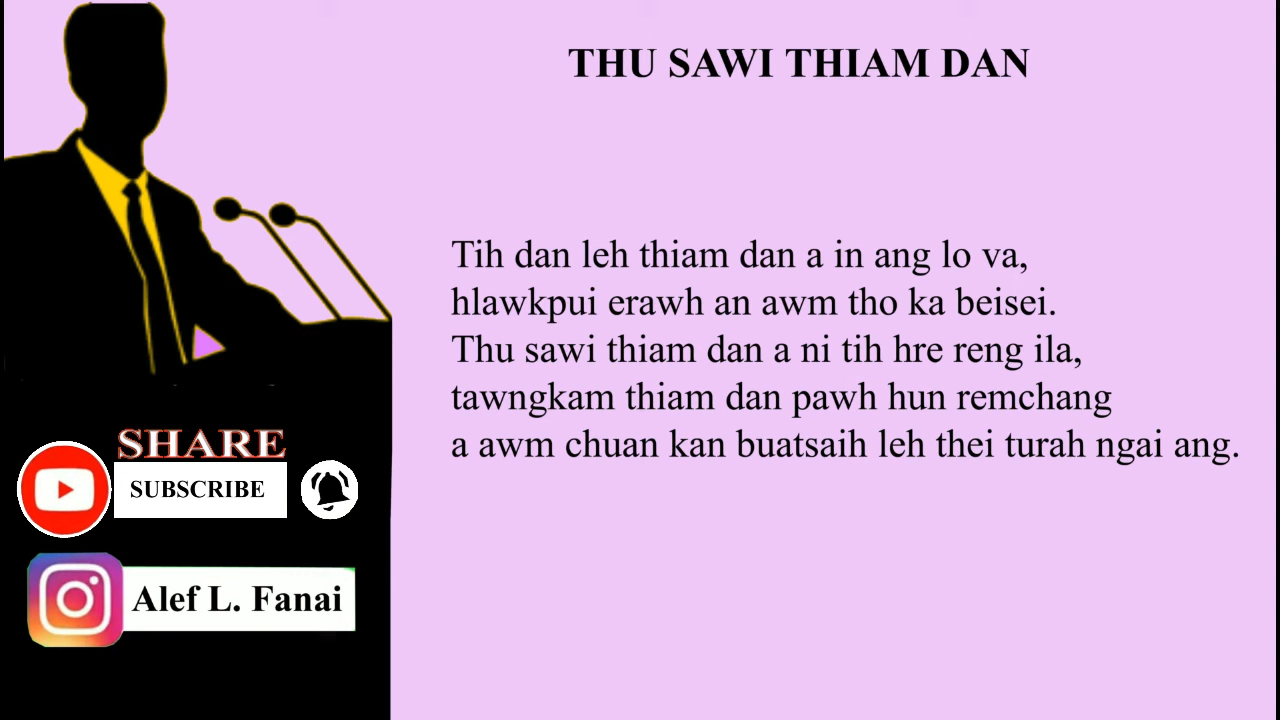 THU SAWI THIAM DAN
Tih dan leh thiam dan a in ang lo va,
hlawkpui erawh an awm tho ka beisei.
Thu sawi thiam dan a ni tih hre reng ila,
tawngkam thiam dan pawh hun remchang
a awm chuan kan buatsaih leh thei turah ngai ang.
SHARE
SUBSCRIBE
Alef L. Fanai